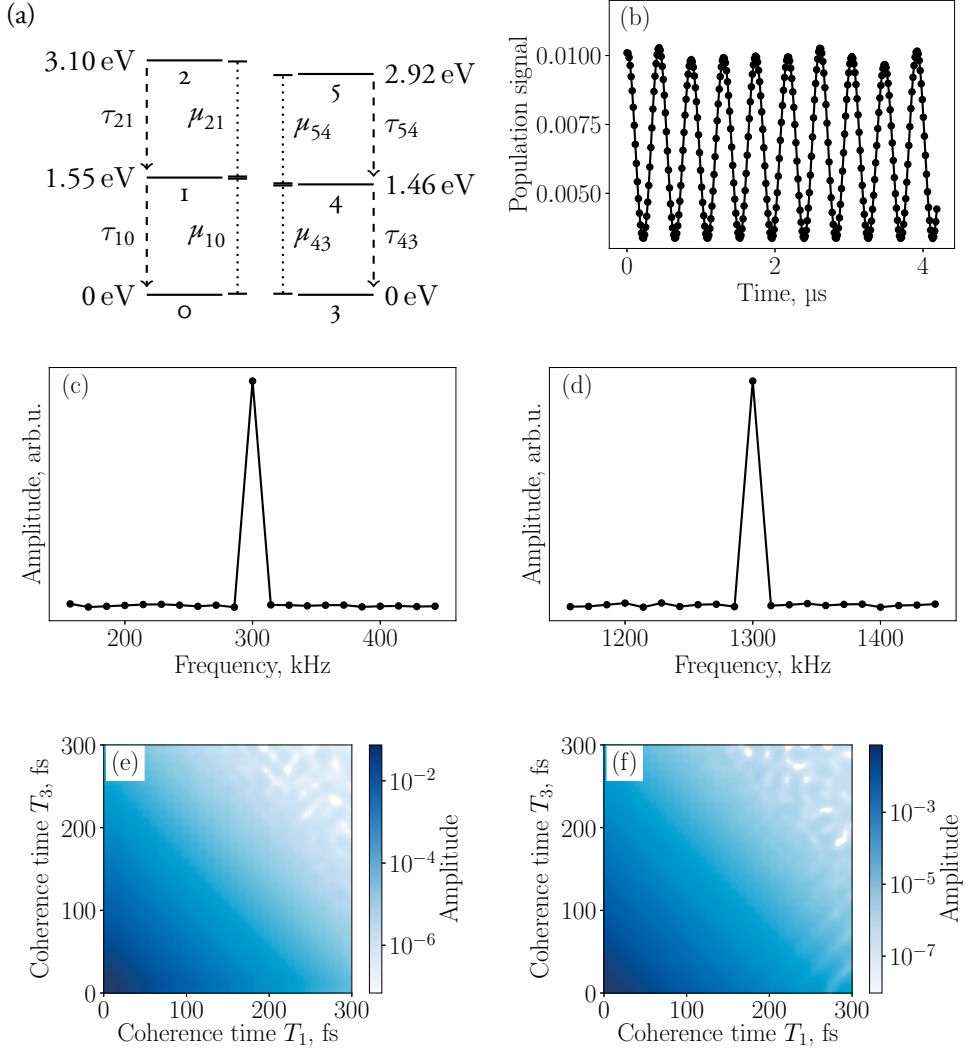 (a)
3.10 eV
2
5
2.92 eV
τ21
μ21
μ54
τ54
1.55 eV
1
4
1.46 eV
τ10
μ10
μ43
τ43
0 eV
0
3
0 eV
(b)
Population signal
0.0100
0.0075
0.0050
0 2 4
Time, μs
(c)
Amplitude, arb.u.
200 300 400
Frequency, kHz
(d)
Amplitude, arb.u.
1200 1300 1400
Frequency, kHz
(e)
Coherence time T3, fs
300
200
100
0
0 100 200 300
Coherence time T1, fs
10−2
10−4
10−6
Amplitude
(f)
Coherence time T3, fs
300
200
100
0
0 100 200 300
Coherence time T1, fs
10−3
10−5
10−7
Amplitude